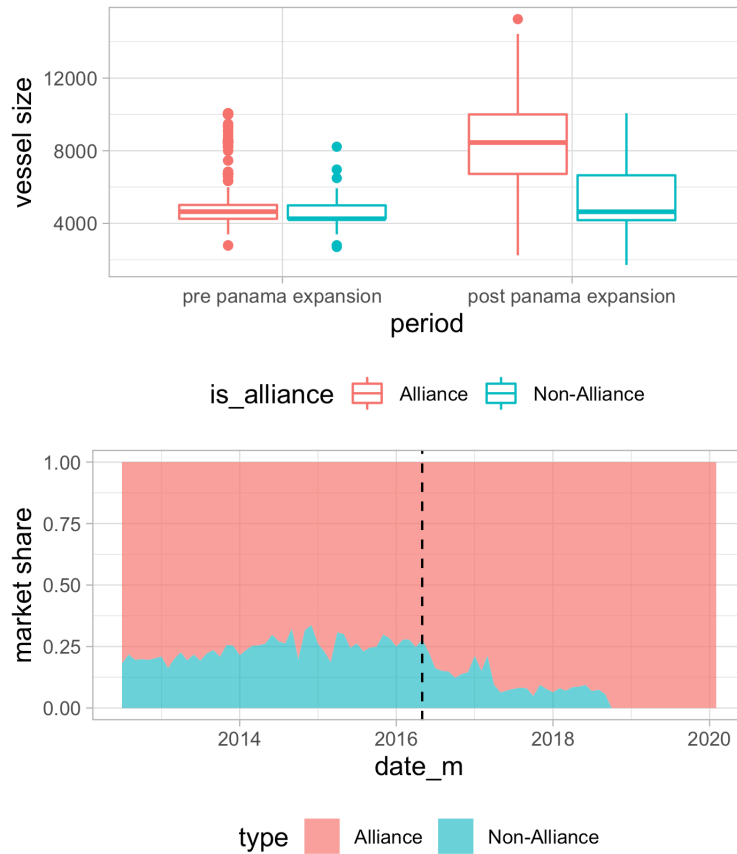 12000
8000
4000
vessel size
pre panama expansion post panama expansion
period
is_alliance Alliance Non-Alliance
1.00
0.75
0.50
0.25
0.00
market share
2014 2016 2018 2020
date_m
type Alliance Non-Alliance